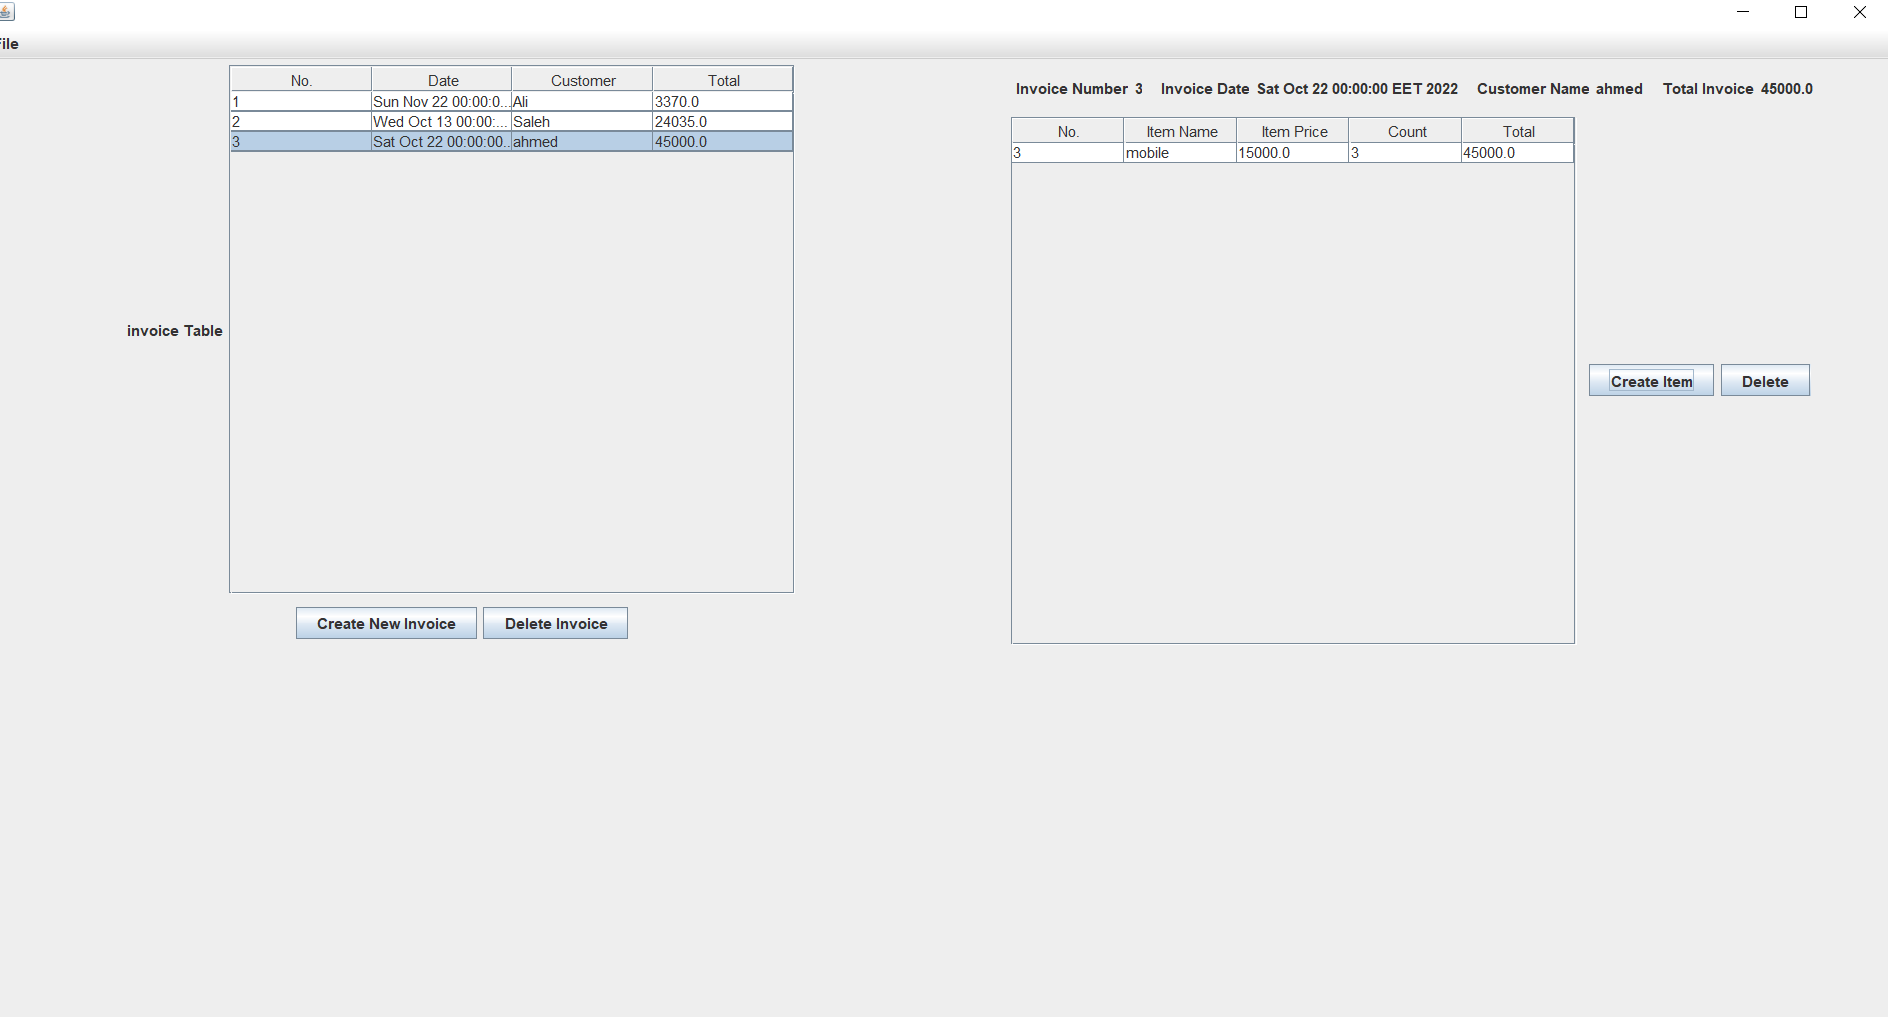 File
No. Date Customer Total
1 Sun Nov 22 00:00:0... Ali 3370.0
2 Wed Oct 13 00:00:... Saleh 24035.0
3 Sat Oct 22 00:00:00... ahmed 45000.0
invoice Table
Create New Invoice Delete Invoice
Invoice Number 3 Invoice Date Sat Oct 22 00:00:00 EET 2022 Customer Name ahmed Total Invoice 45000.0
No. Item Name Item Price Count Total
3 mobile 15000.0 3 45000.0
Create Item Delete